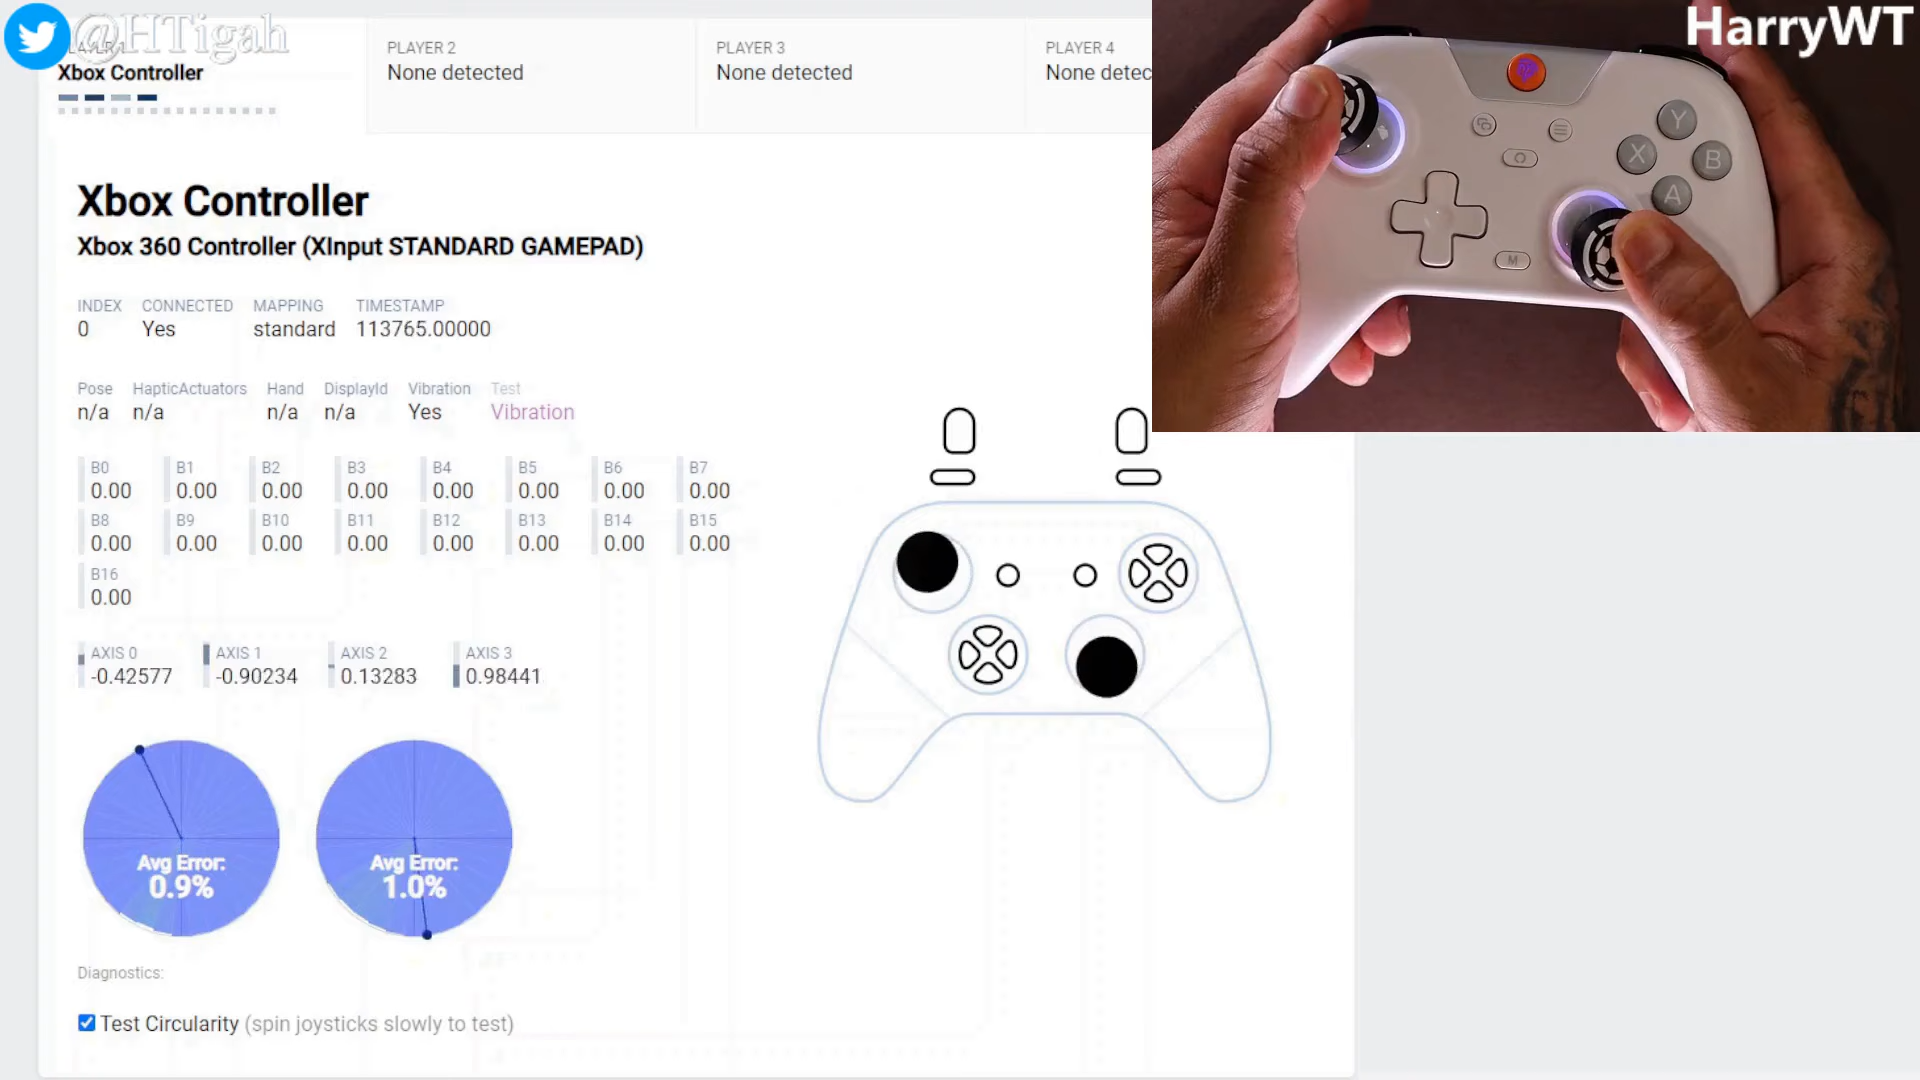 @HTigah
PLAYER 1
Xbox Controller
PLAYER 2
None detected
PLAYER 3
None detected
PLAYER 4
None detec
HarryWT
Y
X
B
A
M
Xbox Controller
Xbox 360 Controller (XInput STANDARD GAMEPAD)
INDEX CONNECTED MAPPING TIMESTAMP
0 Yes standard 113765.00000
Pose HapticActuators Hand DisplayId Vibration Test
n/a n/a n/a n/a Yes Vibration
B0 B1 B2 B3 B4 B5 B6 B7
0.00 0.00 0.00 0.00 0.00 0.00 0.00 0.00
B8 B9 B10 B11 B12 B13 B14 B15
0.00 0.00 0.00 0.00 0.00 0.00 0.00 0.00
B16
0.00
AXIS 0 AXIS 1 AXIS 2 AXIS 3
-0.42577 -0.90234 0.13283 0.98441
Avg Error: Avg Error:
0.9% 1.0%
Diagnostics:
Test Circularity (spin joysticks slowly to test)